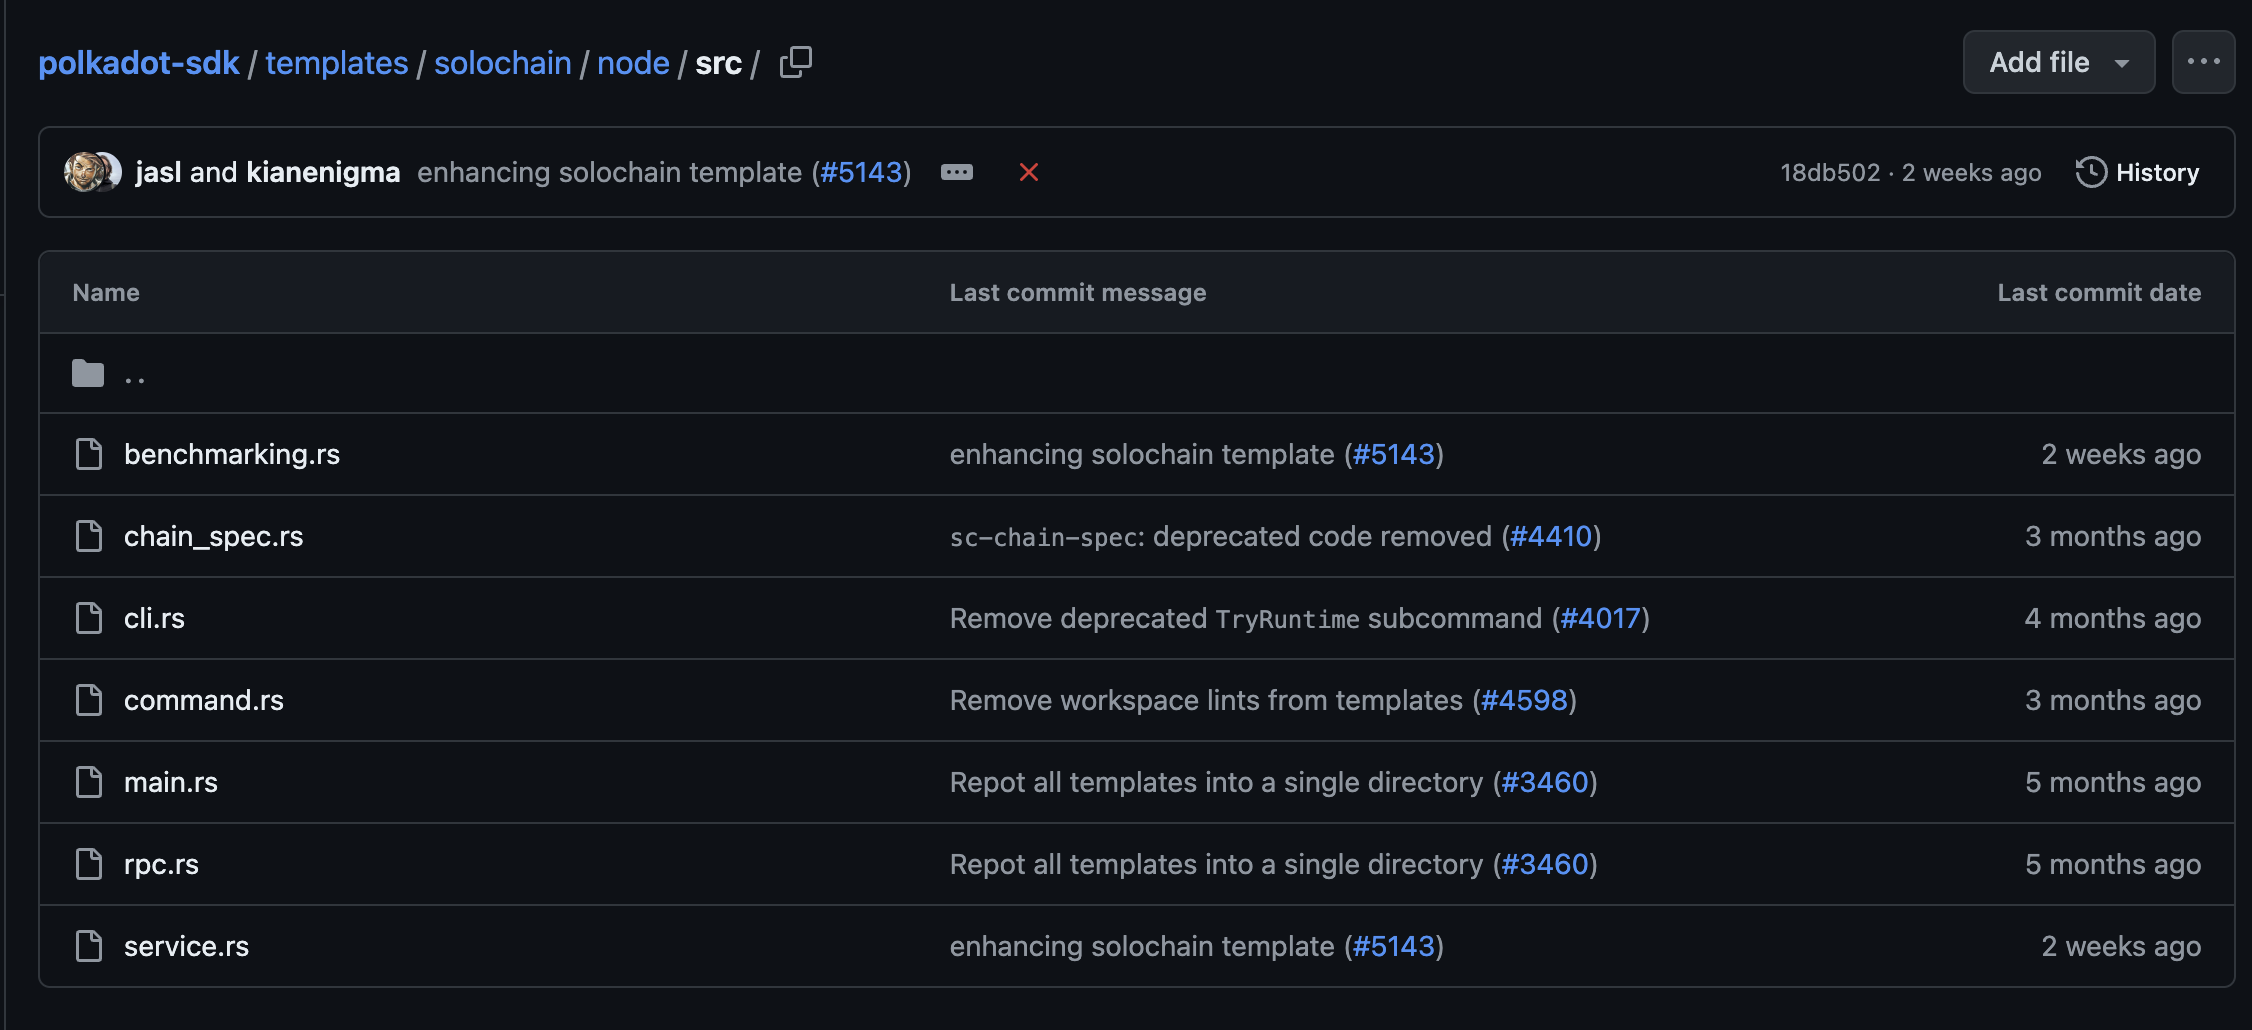 polkadot-sdk / templates / solochain / node / src /
Add file
jasl and kianenigma enhancing solochain template (#5143)
18db502 · 2 weeks ago
History
Name Last commit message Last commit date
..
benchmarking.rs enhancing solochain template (#5143) 2 weeks ago
chain_spec.rs sc-chain-spec: deprecated code removed (#4410) 3 months ago
cli.rs Remove deprecated TryRuntime subcommand (#4017) 4 months ago
command.rs Remove workspace lints from templates (#4598) 3 months ago
main.rs Repot all templates into a single directory (#3460) 5 months ago
rpc.rs Repot all templates into a single directory (#3460) 5 months ago
service.rs enhancing solochain template (#5143) 2 weeks ago